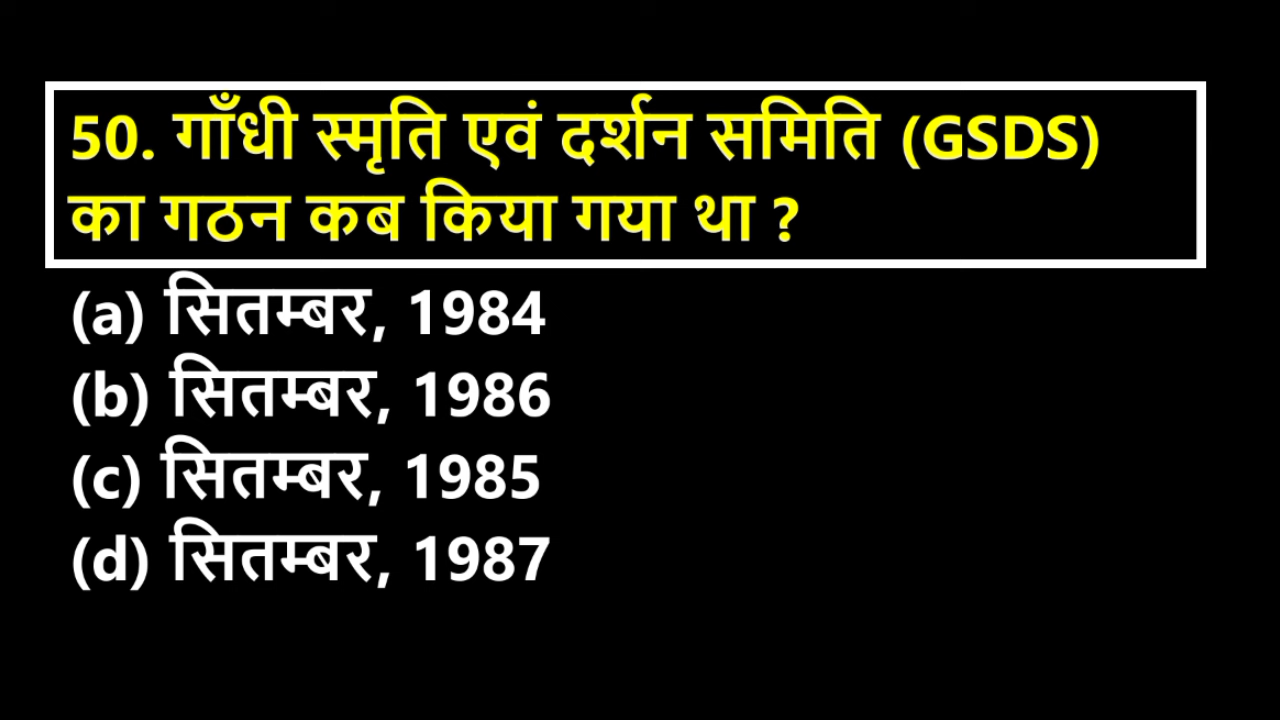 50. गाँधी स्मृति एवं दर्शन समिति (GSDS)
का गठन कब किया गया था ?
(a) सितम्बर, 1984
(b) सितम्बर, 1986
(c) सितम्बर, 1985
(d) सितम्बर, 1987